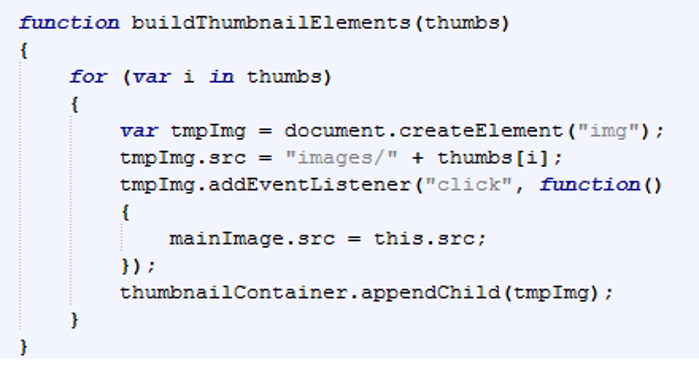 function buildThumbnailElements(thumbs)
{
    for (var i in thumbs)
    {
        var tmpImg = document.createElement("img");
        tmpImg.src = "images/" + thumbs[i];
        tmpImg.addEventListener("click", function()
        {
            mainImage.src = this.src;
        });
        thumbnailContainer.appendChild(tmpImg);
    }
}